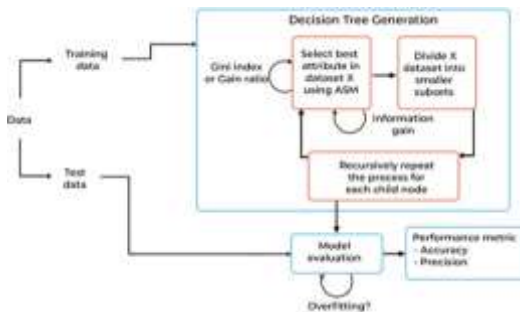 Decision Tree Generation
Training
data
Gini index
or Gain ratio
Select best
attribute in
dataset X
using ASM
Divide X
dataset into
smaller
subsets
Information
gain
Data
Recursively repeat
the process for
each child node
Test
data
Model
evaluation
Performance metric
- Accuracy
- Precision
Overfitting?